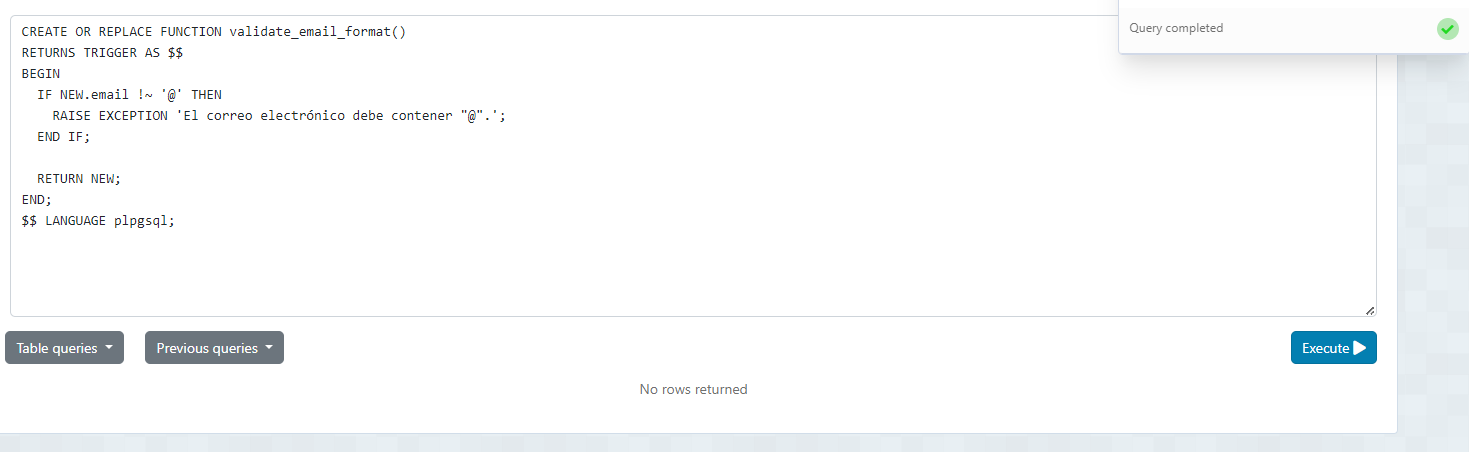 CREATE OR REPLACE FUNCTION validate_email_format()
RETURNS TRIGGER AS $$
BEGIN
  IF NEW.email !~ '@' THEN
    RAISE EXCEPTION 'El correo electrónico debe contener "@".';
  END IF;

  RETURN NEW;
END;
$$ LANGUAGE plpgsql;
Query completed
Table queries
Previous queries
Execute
No rows returned